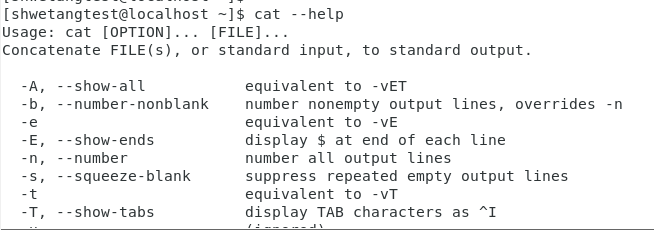 [shwetangtest@localhost ~]$ cat --help
Usage: cat [OPTION]... [FILE]...
Concatenate FILE(s), or standard input, to standard output.
-A, --show-all equivalent to -vET
-b, --number-nonblank number nonempty output lines, overrides -n
-e equivalent to -vE
-E, --show-ends display $ at end of each line
-n, --number number all output lines
-s, --squeeze-blank suppress repeated empty output lines
-t equivalent to -vT
-T, --show-tabs display TAB characters as ^I